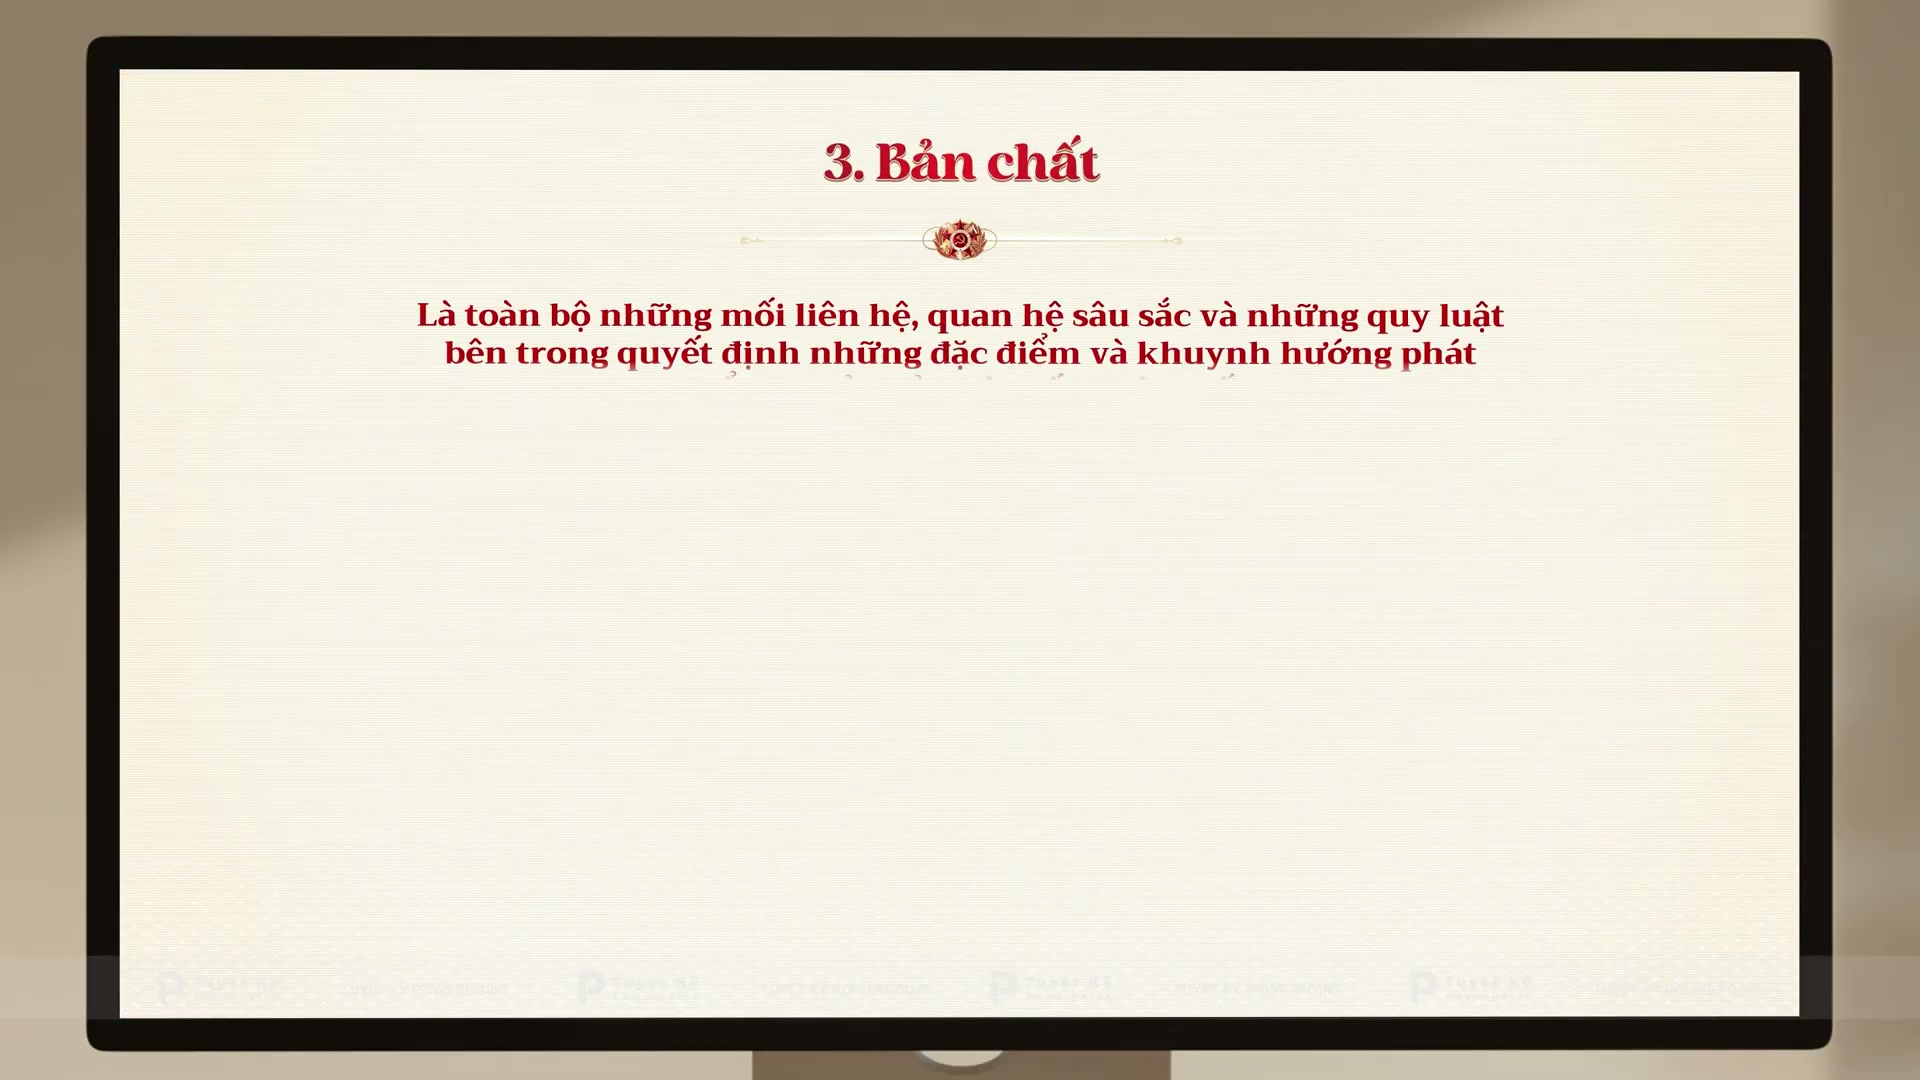 3. Bản chất
Là toàn bộ những mối liên hệ, quan hệ sâu sắc và những quy luật
bên trong quyết định những đặc điểm và khuynh hướng phát